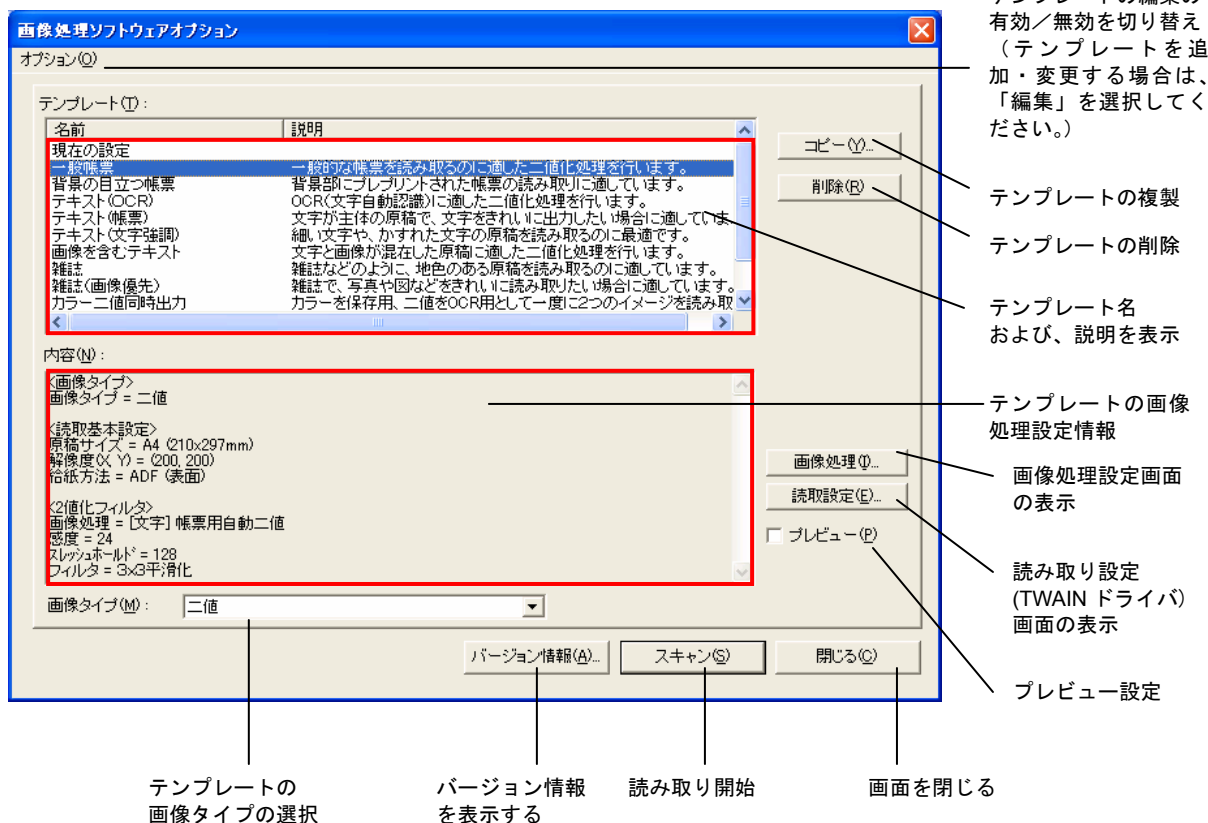 テンプレートの編集の
有効／無効を切り替え
（テンプレートを追
加・変更する場合は、
「編集」を選択してく
ださい。）
画像処理ソフトウェアオプション
オプション(O)
テンプレート(T)：
名前 説明
現在の設定
一般帳票 一般的な帳票を読み取るのに適した二値化処理を行います。
背景の目立つ帳票 背景部にプレプリントされた帳票の読み取りに適しています。
テキスト(OCR) OCR(文字自動認識)に適した二値化処理を行います。
テキスト(帳票) 文字が主体の原稿で、文字をきれいに出力したい場合に適していま
テキスト(文字強調) 細い文字や、かすれた文字の原稿を読み取るのに最適です。
画像を含むテキスト 文字と画像が混在した原稿に適した二値化処理を行います。
雑誌 雑誌などのように、地色のある原稿を読み取るのに適しています。
雑誌(画像優先) 雑誌で、写真や図などをきれいに読み取りたい場合に適しています。
カラー二値同時出力 カラーを保存用、二値をOCR用として一度に2つのイメージを読み取
コピー(Y)...
削除(R)
テンプレートの複製
テンプレートの削除
テンプレート名
および、説明を表示
内容(N)：
<画像タイプ>
画像タイプ = 二値
<読取基本設定>
原稿サイズ = A4 (210x297mm)
解像度(X, Y) = (200, 200)
給紙方法 = ADF (表面)
<2値化フィルタ>
画像処理 = [文字] 帳票用自動二値
感度 = 24
スレッショホールド = 128
フィルタ = 3x3平滑化
テンプレートの画像
処理設定情報
画像処理(I)...
読取設定(E)...
プレビュー(P)
画像処理設定画面
の表示
読み取り設定
(TWAIN ドライバ)
画面の表示
プレビュー設定
画像タイプ(M)： 二値
バージョン情報(A)... スキャン(S) 閉じる(C)
テンプレートの
画像タイプの選択
バージョン情報
を表示する
読み取り開始
画面を閉じる